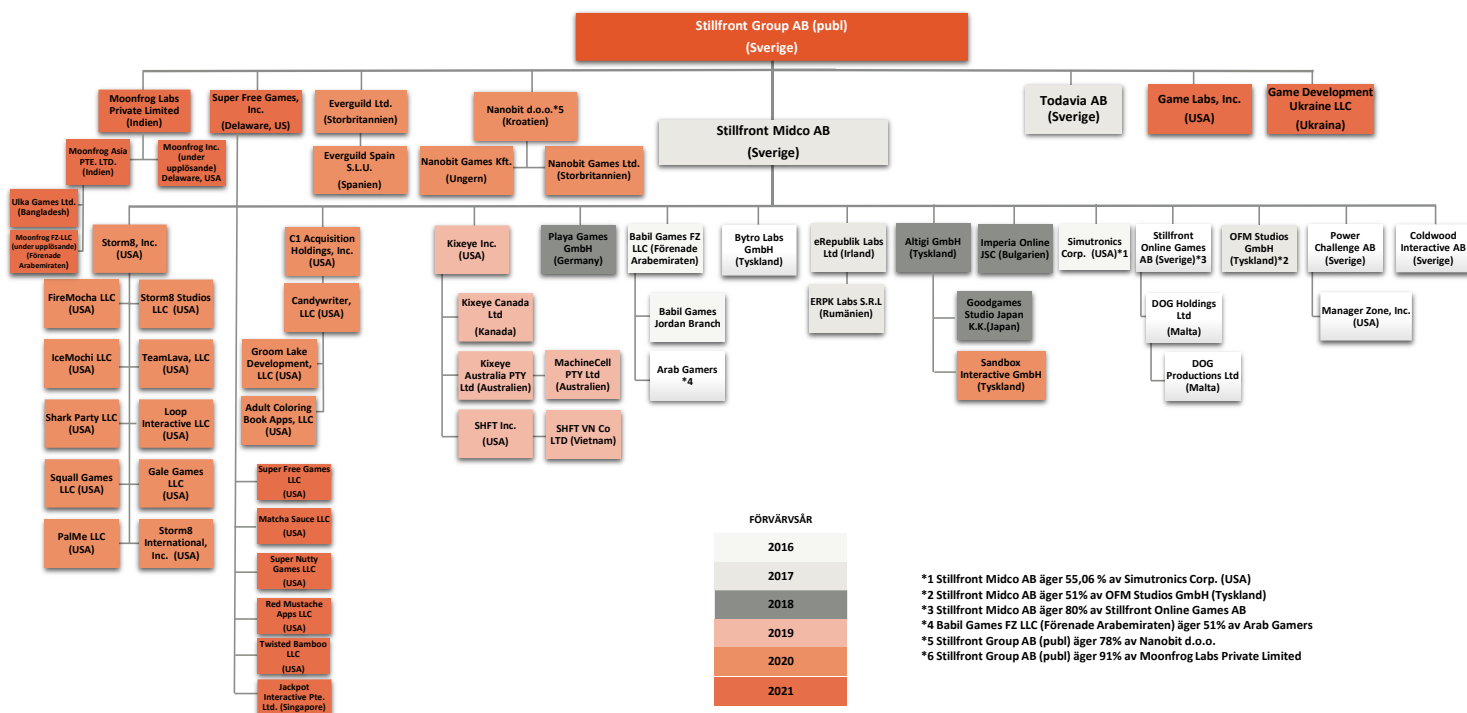 Stillfront Group AB (publ)
(Sverige)
Moonfrog Labs
Private Limited
(Indien)
Super Free Games,
Inc.
(Delaware, US)
Everguild Ltd.
(Storbritannien)
Nanobit d.o.o.*5
(Kroatien)
Todavia AB
(Sverige)
Game Labs, Inc.
(USA)
Game Development
Ukraine LLC
(Ukraina)
Stillfront Midco AB
(Sverige)
Moonfrog Asia
PTE. LTD.
(Indien)
Moonfrog Inc.
(under
upplösande)
Delaware, USA
Everguild Spain
S.L.U.
(Spanien)
Nanobit Games Kft.
(Ungern)
Nanobit Games Ltd.
(Storbritannien)
Ulka Games Ltd.
(Bangladesh)
Moonfrog FZ-LLC
(under upplösande)
(Förenade
Arabemiraten)
Storm8, Inc.
(USA)
C1 Acquisition
Holdings, Inc.
(USA)
Kixeye Inc.
(USA)
Playa Games
GmbH
(Germany)
Babil Games FZ
LLC (Förenade
Arabemiraten)
Bytro Labs
GmbH
(Tyskland)
eRepublik Labs
Ltd (Irland)
Altigi GmbH
(Tyskland)
Imperia Online
JSC (Bulgarien)
Simutronics
Corp. (USA)*1
Stillfront
Online Games
AB (Sverige)*3
OFM Studios
GmbH
(Tyskland)*2
Power
Challenge AB
(Sverige)
Coldwood
Interactive AB
(Sverige)
FireMocha LLC
(USA)
Storm8 Studios
LLC (USA)
Candywriter,
LLC (USA)
Kixeye Canada
Ltd
(Kanada)
Babil Games
Jordan Branch
ERPK Labs S.R.L
(Rumänien)
Goodgames
Studio Japan
K.K.(Japan)
DOG Holdings
Ltd
(Malta)
Manager Zone, Inc.
(USA)
IceMochi LLC
(USA)
TeamLava, LLC
(USA)
Groom Lake
Development,
LLC (USA)
Kixeye
Australia PTY
Ltd (Australien)
MachineCell
PTY Ltd
(Australien)
Arab Gamers
*4
Sandbox
Interactive GmbH
(Tyskland)
DOG
Productions Ltd
(Malta)
Shark Party LLC
(USA)
Loop
Interactive LLC
(USA)
Adult Coloring
Book Apps, LLC
(USA)
SHFT Inc.
(USA)
SHFT VN Co
LTD (Vietnam)
Squall Games
LLC (USA)
Gale Games
LLC
(USA)
Super Free Games
LLC
(USA)
PalMe LLC
(USA)
Storm8
International,
Inc. (USA)
Matcha Sauce LLC
(USA)
Super Nutty
Games LLC
(USA)
Red Mustache
Apps LLC
(USA)
Twisted Bamboo
LLC
(USA)
Jackpot
Interactive Pte.
Ltd. (Singapore)
FÖRVÄRVSÅR
2016
2017
2018
2019
2020
2021
*1 Stillfront Midco AB äger 55,06 % av Simutronics Corp. (USA)
*2 Stillfront Midco AB äger 51% av OFM Studios GmbH (Tyskland)
*3 Stillfront Midco AB äger 80% av Stillfront Online Games AB
*4 Babil Games FZ LLC (Förenade Arabemiraten) äger 51% av Arab Gamers
*5 Stillfront Group AB (publ) äger 78% av Nanobit d.o.o.
*6 Stillfront Group AB (publ) äger 91% av Moonfrog Labs Private Limited